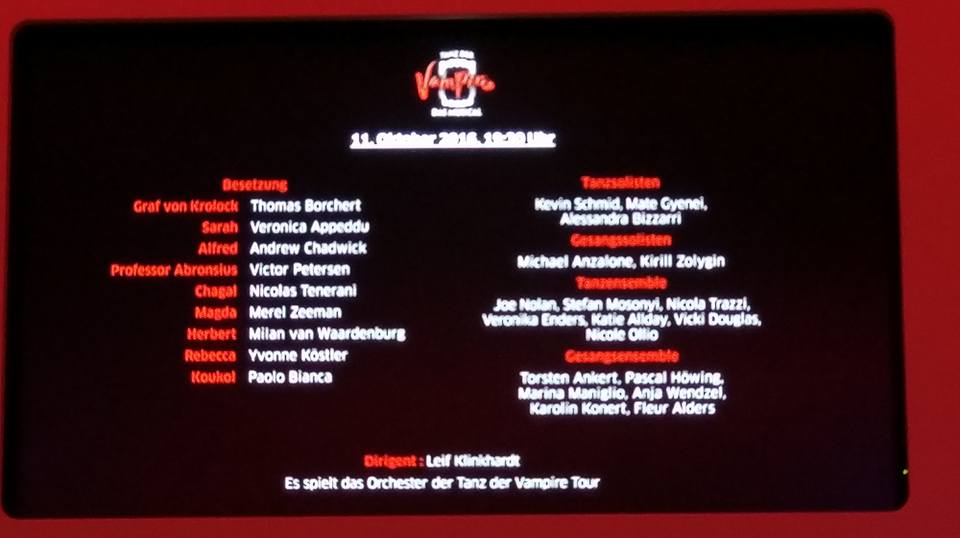 TANZ DER
Vampire
DAS MUSICAL
11. Oktober 2016, 19:30 Uhr
Besetzung
Graf von Krolock Thomas Borchert
Sarah Veronica Appeddu
Alfred Andrew Chadwick
Professor Abronsius Victor Petersen
Chagal Nicolas Tenerani
Magda Merel Zeeman
Herbert Milan van Waardenburg
Rebecca Yvonne Köstler
Koukol Paolo Bianca
Tanzsolisten
Kevin Schmid, Mate Gyenei,
Alessandra Bizzarri
Gesangssolisten
Michael Anzalone, Kirill Zolygin
Tanzensemble
Joe Nolan, Stefan Mosonyi, Nicola Trazzi,
Veronika Enders, Katie Allday, Vicki Douglas,
Nicole Ollio
Gesangsensemble
Torsten Ankert, Pascal Höwing,
Marina Maniglio, Anja Wendzel,
Karolin Konert, Fleur Alders
Dirigent : Leif Klinkhardt
Es spielt das Orchester der Tanz der Vampire Tour